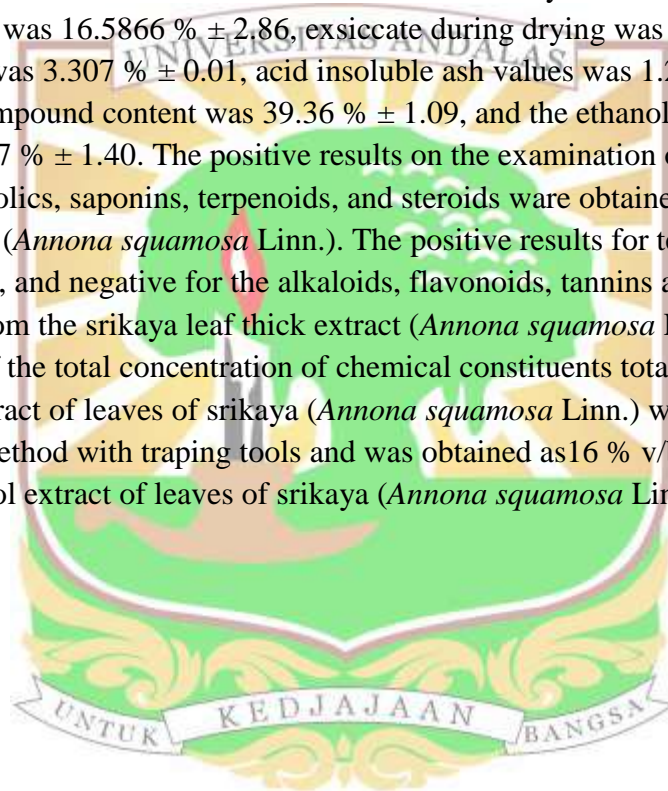 was 16.5866 % ± 2.86, exsiccate during drying was
UNIVERSITAS ANDALAS
was 3.307 % ± 0.01, acid insoluble ash values was 1.2
mpound content was 39.36 % ± 1.09, and the ethanol
7 % ± 1.40. The positive results on the examination
olics, saponins, terpenoids, and steroids ware obtaine
(Annona squamosa Linn.). The positive results for te
, and negative for the alkaloids, flavonoids, tannins a
om the srikaya leaf thick extract (Annona squamosa
f the total concentration of chemical constituents tota
ract of leaves of srikaya (Annona squamosa Linn.) w
ethod with traping tools and was obtained as16 % v/
ol extract of leaves of srikaya (Annona squamosa Lin
UNTUK KEDJAJAAN BANGSA